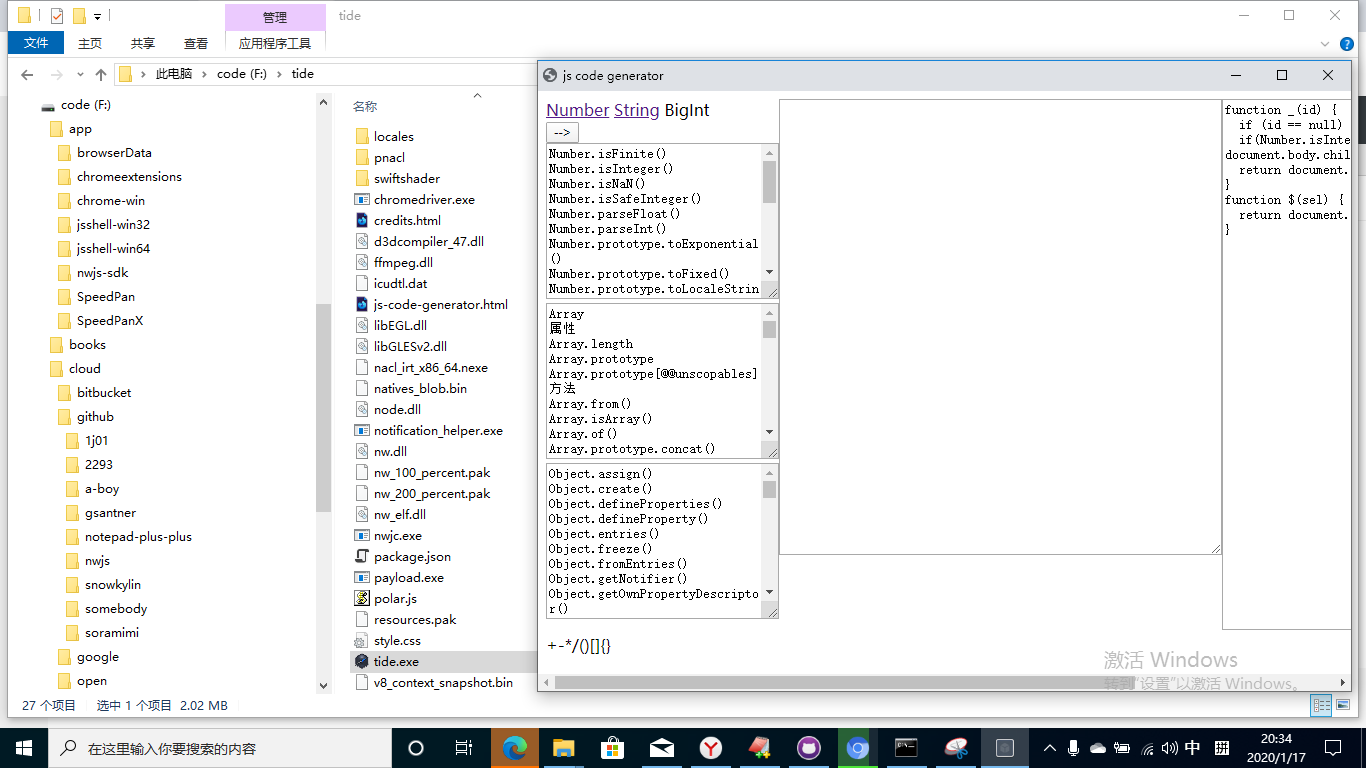 管理
tide
文件
主页
共享
查看
应用程序工具
此电脑
code (F:)
tide
code (F:)
app
browserData
chromeextensions
chrome-win
jsshell-win32
jsshell-win64
nwjs-sdk
SpeedPan
SpeedPanX
books
cloud
bitbucket
github
1j01
2293
a-boy
gsantner
notepad-plus-plus
nwjs
snowkylin
somebody
soramimi
google
open
名称
locales
pnacl
swiftshader
chromedriver.exe
credits.html
d3dcompiler_47.dll
ffmpeg.dll
icudtl.dat
js-code-generator.html
libEGL.dll
libGLESv2.dll
nacl_irt_x86_64.nexe
natives_blob.bin
node.dll
notification_helper.exe
nw.dll
nw_100_percent.pak
nw_200_percent.pak
nw_elf.dll
nwjc.exe
package.json
payload.exe
polar.js
resources.pak
style.css
tide.exe
v8_context_snapshot.bin
27 个项目
选中 1 个项目 2.02 MB
js code generator
Number String BigInt
-->
Number.isFinite()
Number.isInteger()
Number.isNaN()
Number.isSafeInteger()
Number.parseFloat()
Number.parseInt()
Number.prototype.toExponential
()
Number.prototype.toFixed()
Number.prototype.toLocaleStrin
Array
属性
Array.length
Array.prototype
Array.prototype[@@unscopables]
方法
Array.from()
Array.isArray()
Array.of()
Array.prototype.concat()
Object.assign()
Object.create()
Object.defineProperties()
Object.defineProperty()
Object.entries()
Object.freeze()
Object.fromEntries()
Object.getNotifier()
Object.getOwnPropertyDescripto
r()
+-*/()[]{}
function _(id) {
if (id == null)
if(Number.isInte
document.body.chil
return document.
}
function $(sel) {
return document.
}
激活 Windows
转到"设置"以激活 Windows。
在这里输入你要搜索的内容
中
拼
20:34
2020/1/17